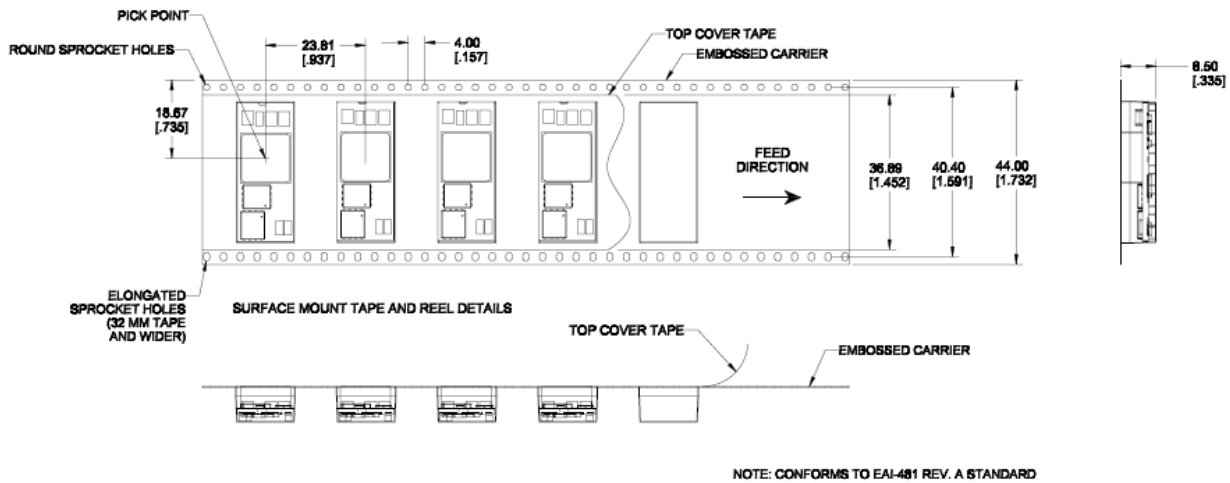 PICK POINT
ROUND SPROCKET HOLES
23.81
[.937]
4.00
[.157]
TOP COVER TAPE
EMBOSSED CARRIER
8.50
[.335]
18.67
[.735]
FEED
DIRECTION
36.89
[1.452]
40.40
[1.591]
44.00
[1.732]
ELONGATED
SPROCKET HOLES
(32 MM TAPE
AND WIDER)
SURFACE MOUNT TAPE AND REEL DETAILS
TOP COVER TAPE
EMBOSSED CARRIER
NOTE: CONFORMS TO EAI-481 REV. A STANDARD